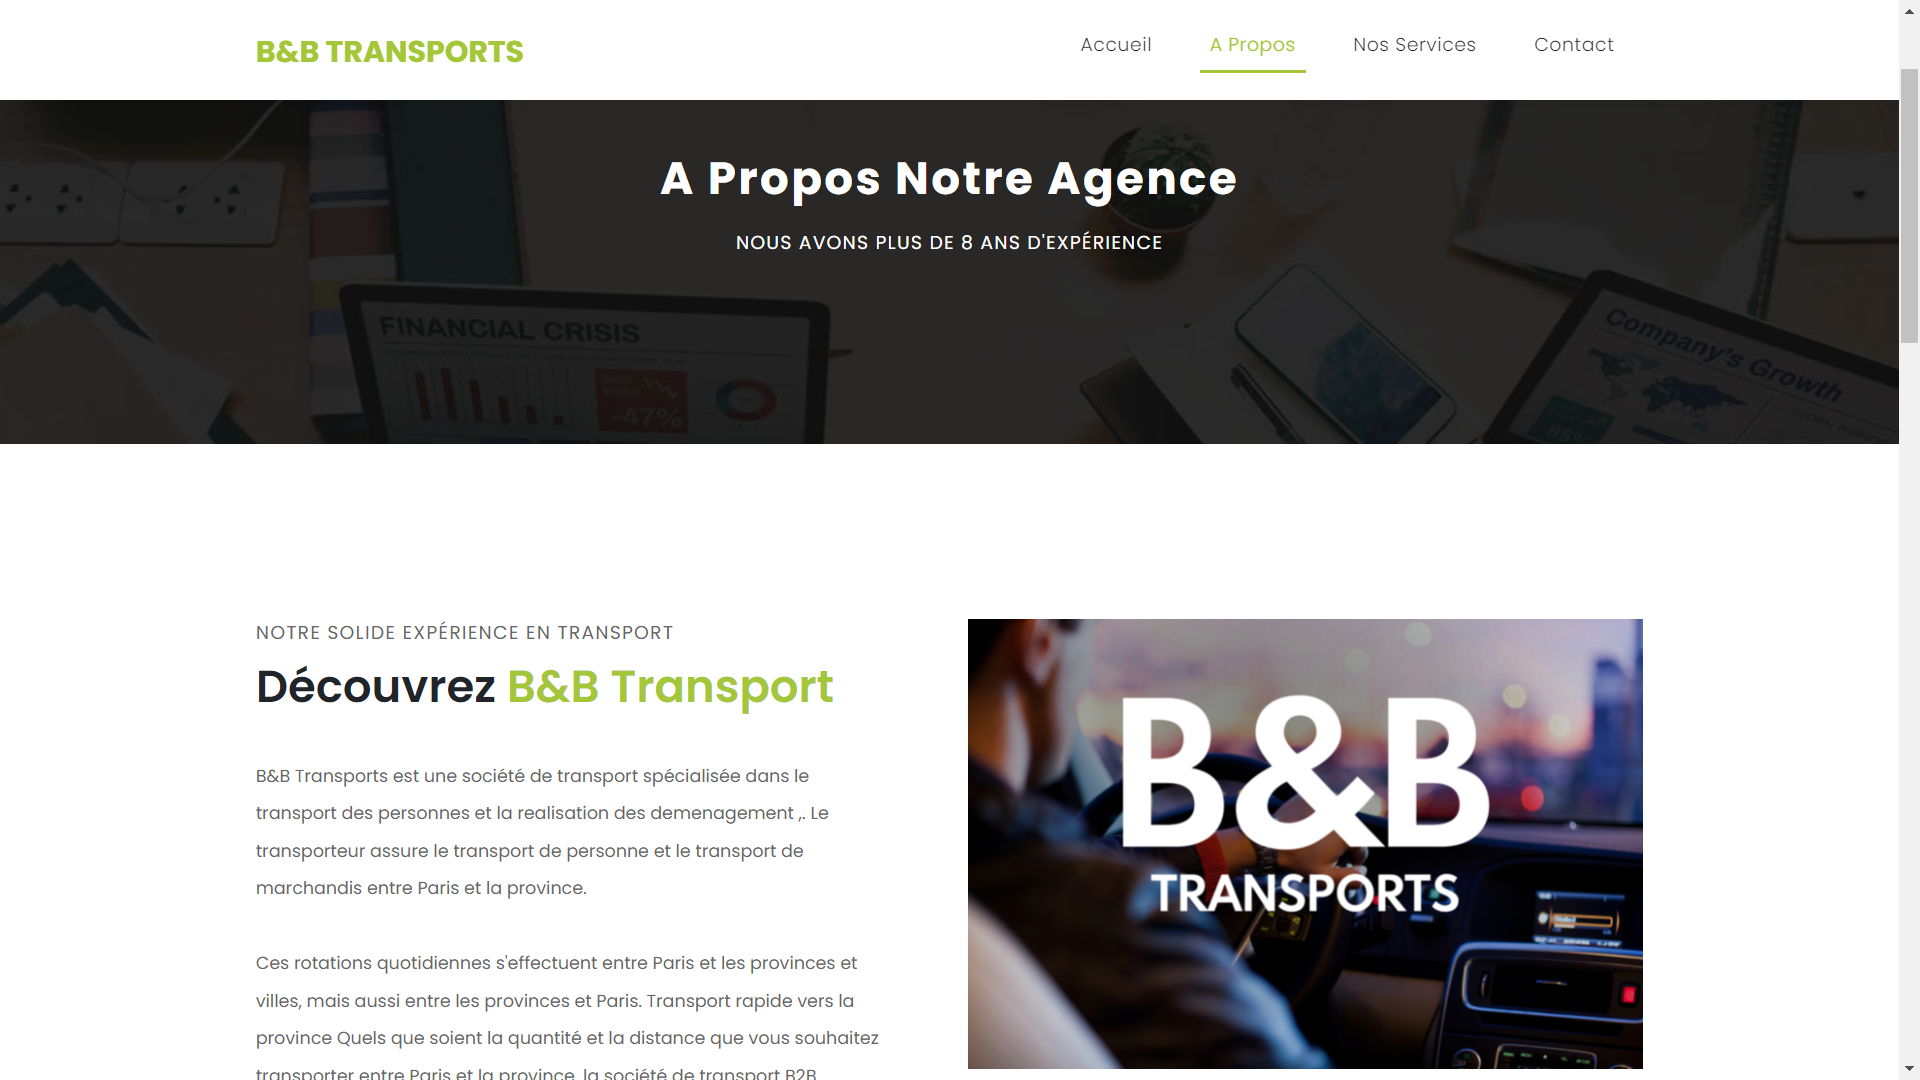 B&B TRANSPORTS
Accueil
A Propos
Nos Services
Contact
A Propos Notre Agence
NOUS AVONS PLUS DE 8 ANS D'EXPÉRIENCE
FINANCIAL CRISIS
-47%
Company's Growth
85%
NOTRE SOLIDE EXPÉRIENCE EN TRANSPORT
Découvrez B&B Transport
B&B Transports est une société de transport spécialisée dans le
transport des personnes et la realisation des demenagement ,. Le
transporteur assure le transport de personne et le transport de
marchandis entre Paris et la province.
Ces rotations quotidiennes s'effectuent entre Paris et les provinces et
villes, mais aussi entre les provinces et Paris. Transport rapide vers la
province Quels que soient la quantité et la distance que vous souhaitez
transporter entre Paris et la province, la société de transport B2B
B&B
TRANSPORTS